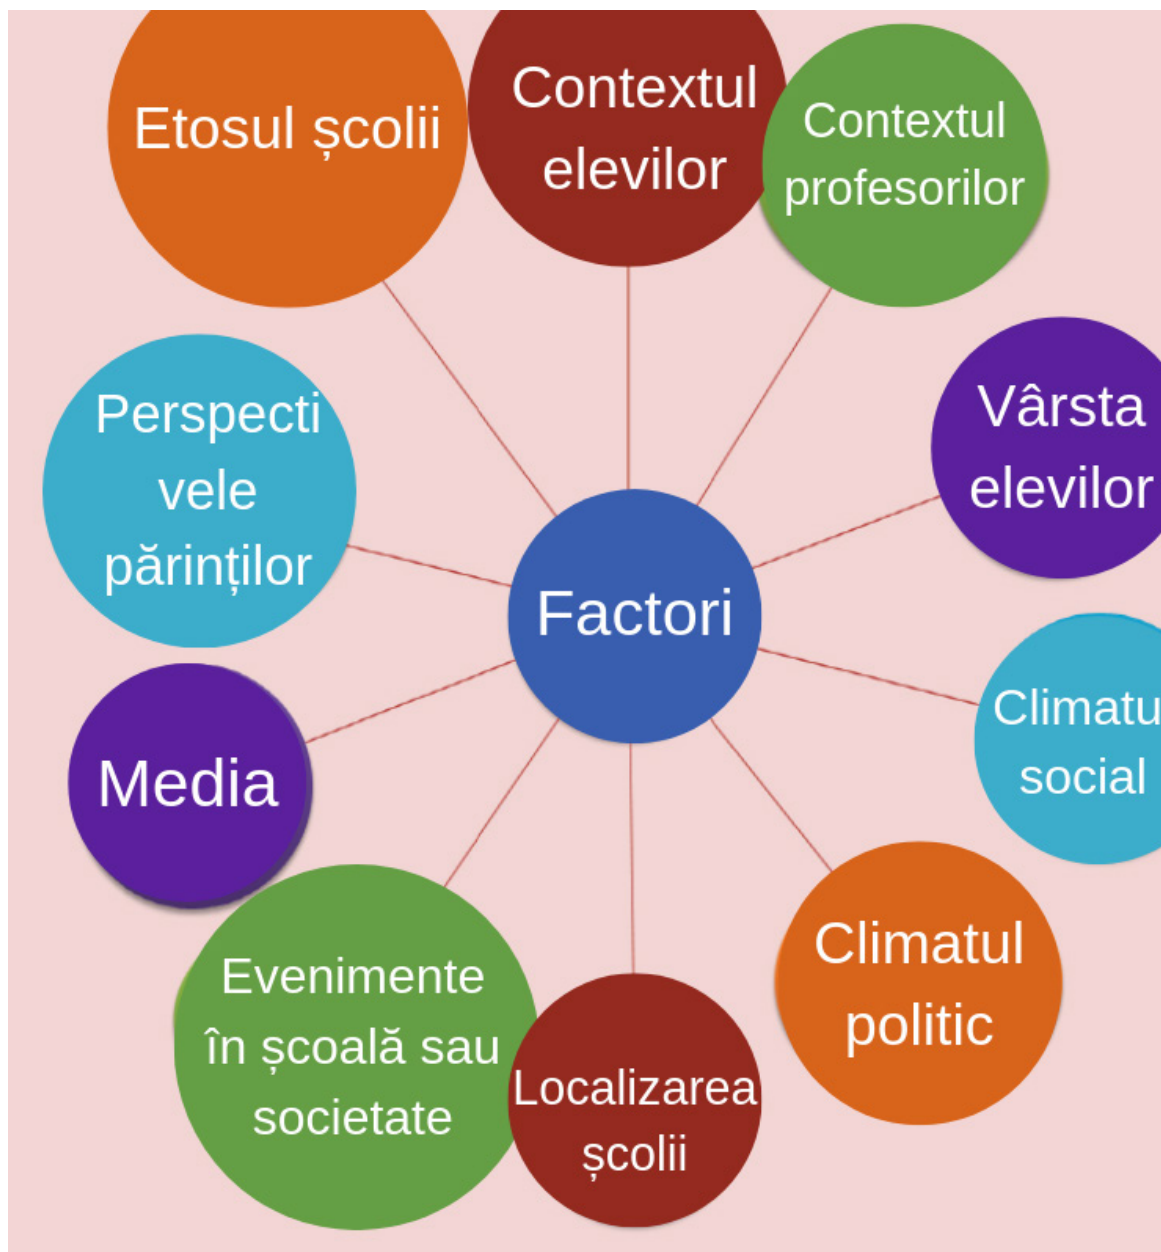 Etosul școlii
Contextul
elevilor
Contextul
profesorilor
Vârsta
elevilor
Perspecti
vele
părinților
Factori
Climatu
social
Media
Climatul
politic
Evenimente
în școală sau
societate
Localizarea
școlii